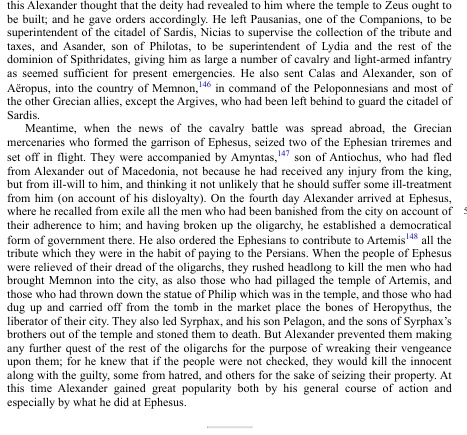 this Alexander thought that the deity had revealed to him where the temple to Zeus ought to
be built; and he gave orders accordingly. He left Pausanias, one of the Companions, to be
superintendent of the citadel of Sardis, Nicias to supervise the collection of the tribute and
taxes, and Asander, son of Philotas, to be superintendent of Lydia and the rest of the
dominion of Spithridates, giving him as large a number of cavalry and light-armed infantry
as seemed sufficient for present emergencies. He also sent Calas and Alexander, son of
Aëropus, into the country of Memnon,146 in command of the Peloponnesians and most of
the other Grecian allies, except the Argives, who had been left behind to guard the citadel of
Sardis.
Meantime, when the news of the cavalry battle was spread abroad, the Grecian
mercenaries who formed the garrison of Ephesus, seized two of the Ephesian triremes and
set off in flight. They were accompanied by Amyntas,147 son of Antiochus, who had fled
from Alexander out of Macedonia, not because he had received any injury from the king,
but from ill-will to him, and thinking it not unlikely that he should suffer some ill-treatment
from him (on account of his disloyalty). On the fourth day Alexander arrived at Ephesus,
where he recalled from exile all the men who had been banished from the city on account of
their adherence to him; and having broken up the oligarchy, he established a democratical
form of government there. He also ordered the Ephesians to contribute to Artemis148 all the
tribute which they were in the habit of paying to the Persians. When the people of Ephesus
were relieved of their dread of the oligarchs, they rushed headlong to kill the men who had
brought Memnon into the city, as also those who had pillaged the temple of Artemis, and
those who had thrown down the statue of Philip which was in the temple, and those who had
dug up and carried off from the tomb in the market place the bones of Heropythus, the
liberator of their city. They also led Syrphax, and his son Pelagon, and the sons of Syrphax's
brothers out of the temple and stoned them to death. But Alexander prevented them making
any further quest of the rest of the oligarchs for the purpose of wreaking their vengeance
upon them; for he knew that if the people were not checked, they would kill the innocent
along with the guilty, some from hatred, and others for the sake of seizing their property. At
this time Alexander gained great popularity both by his general course of action and
especially by what he did at Ephesus.